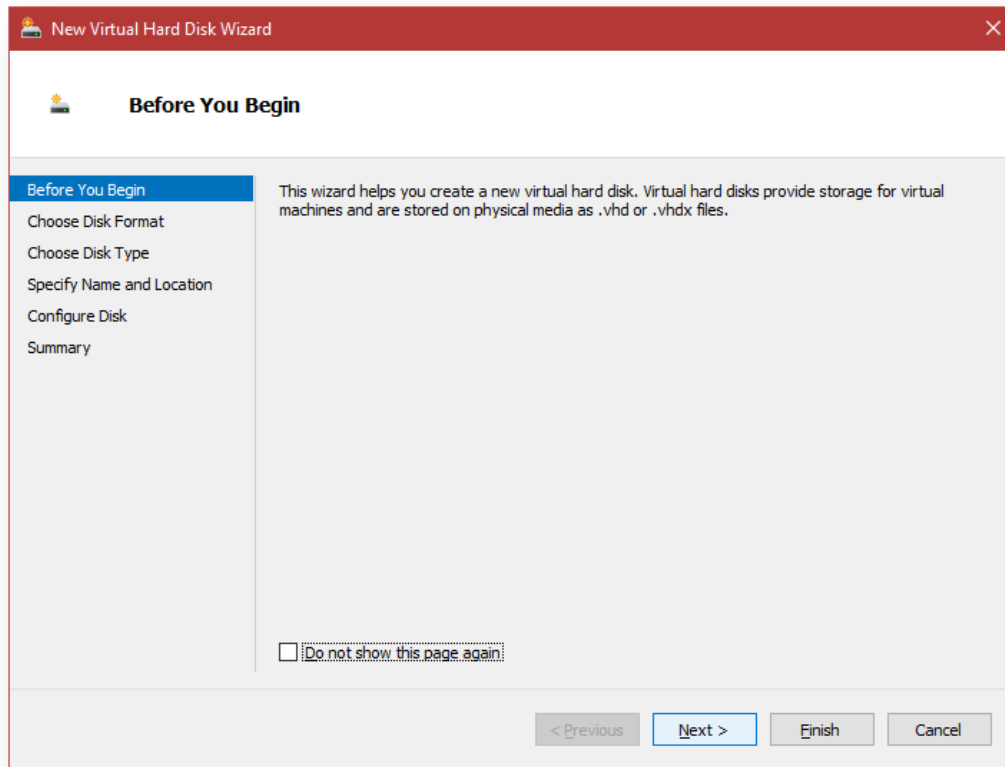 New Virtual Hard Disk Wizard
Before You Begin
Before You Begin
Choose Disk Format
Choose Disk Type
Specify Name and Location
Configure Disk
Summary
This wizard helps you create a new virtual hard disk. Virtual hard disks provide storage for virtual
machines and are stored on physical media as .vhd or .vhdx files.
Do not show this page again
< Previous
Next >
Finish
Cancel